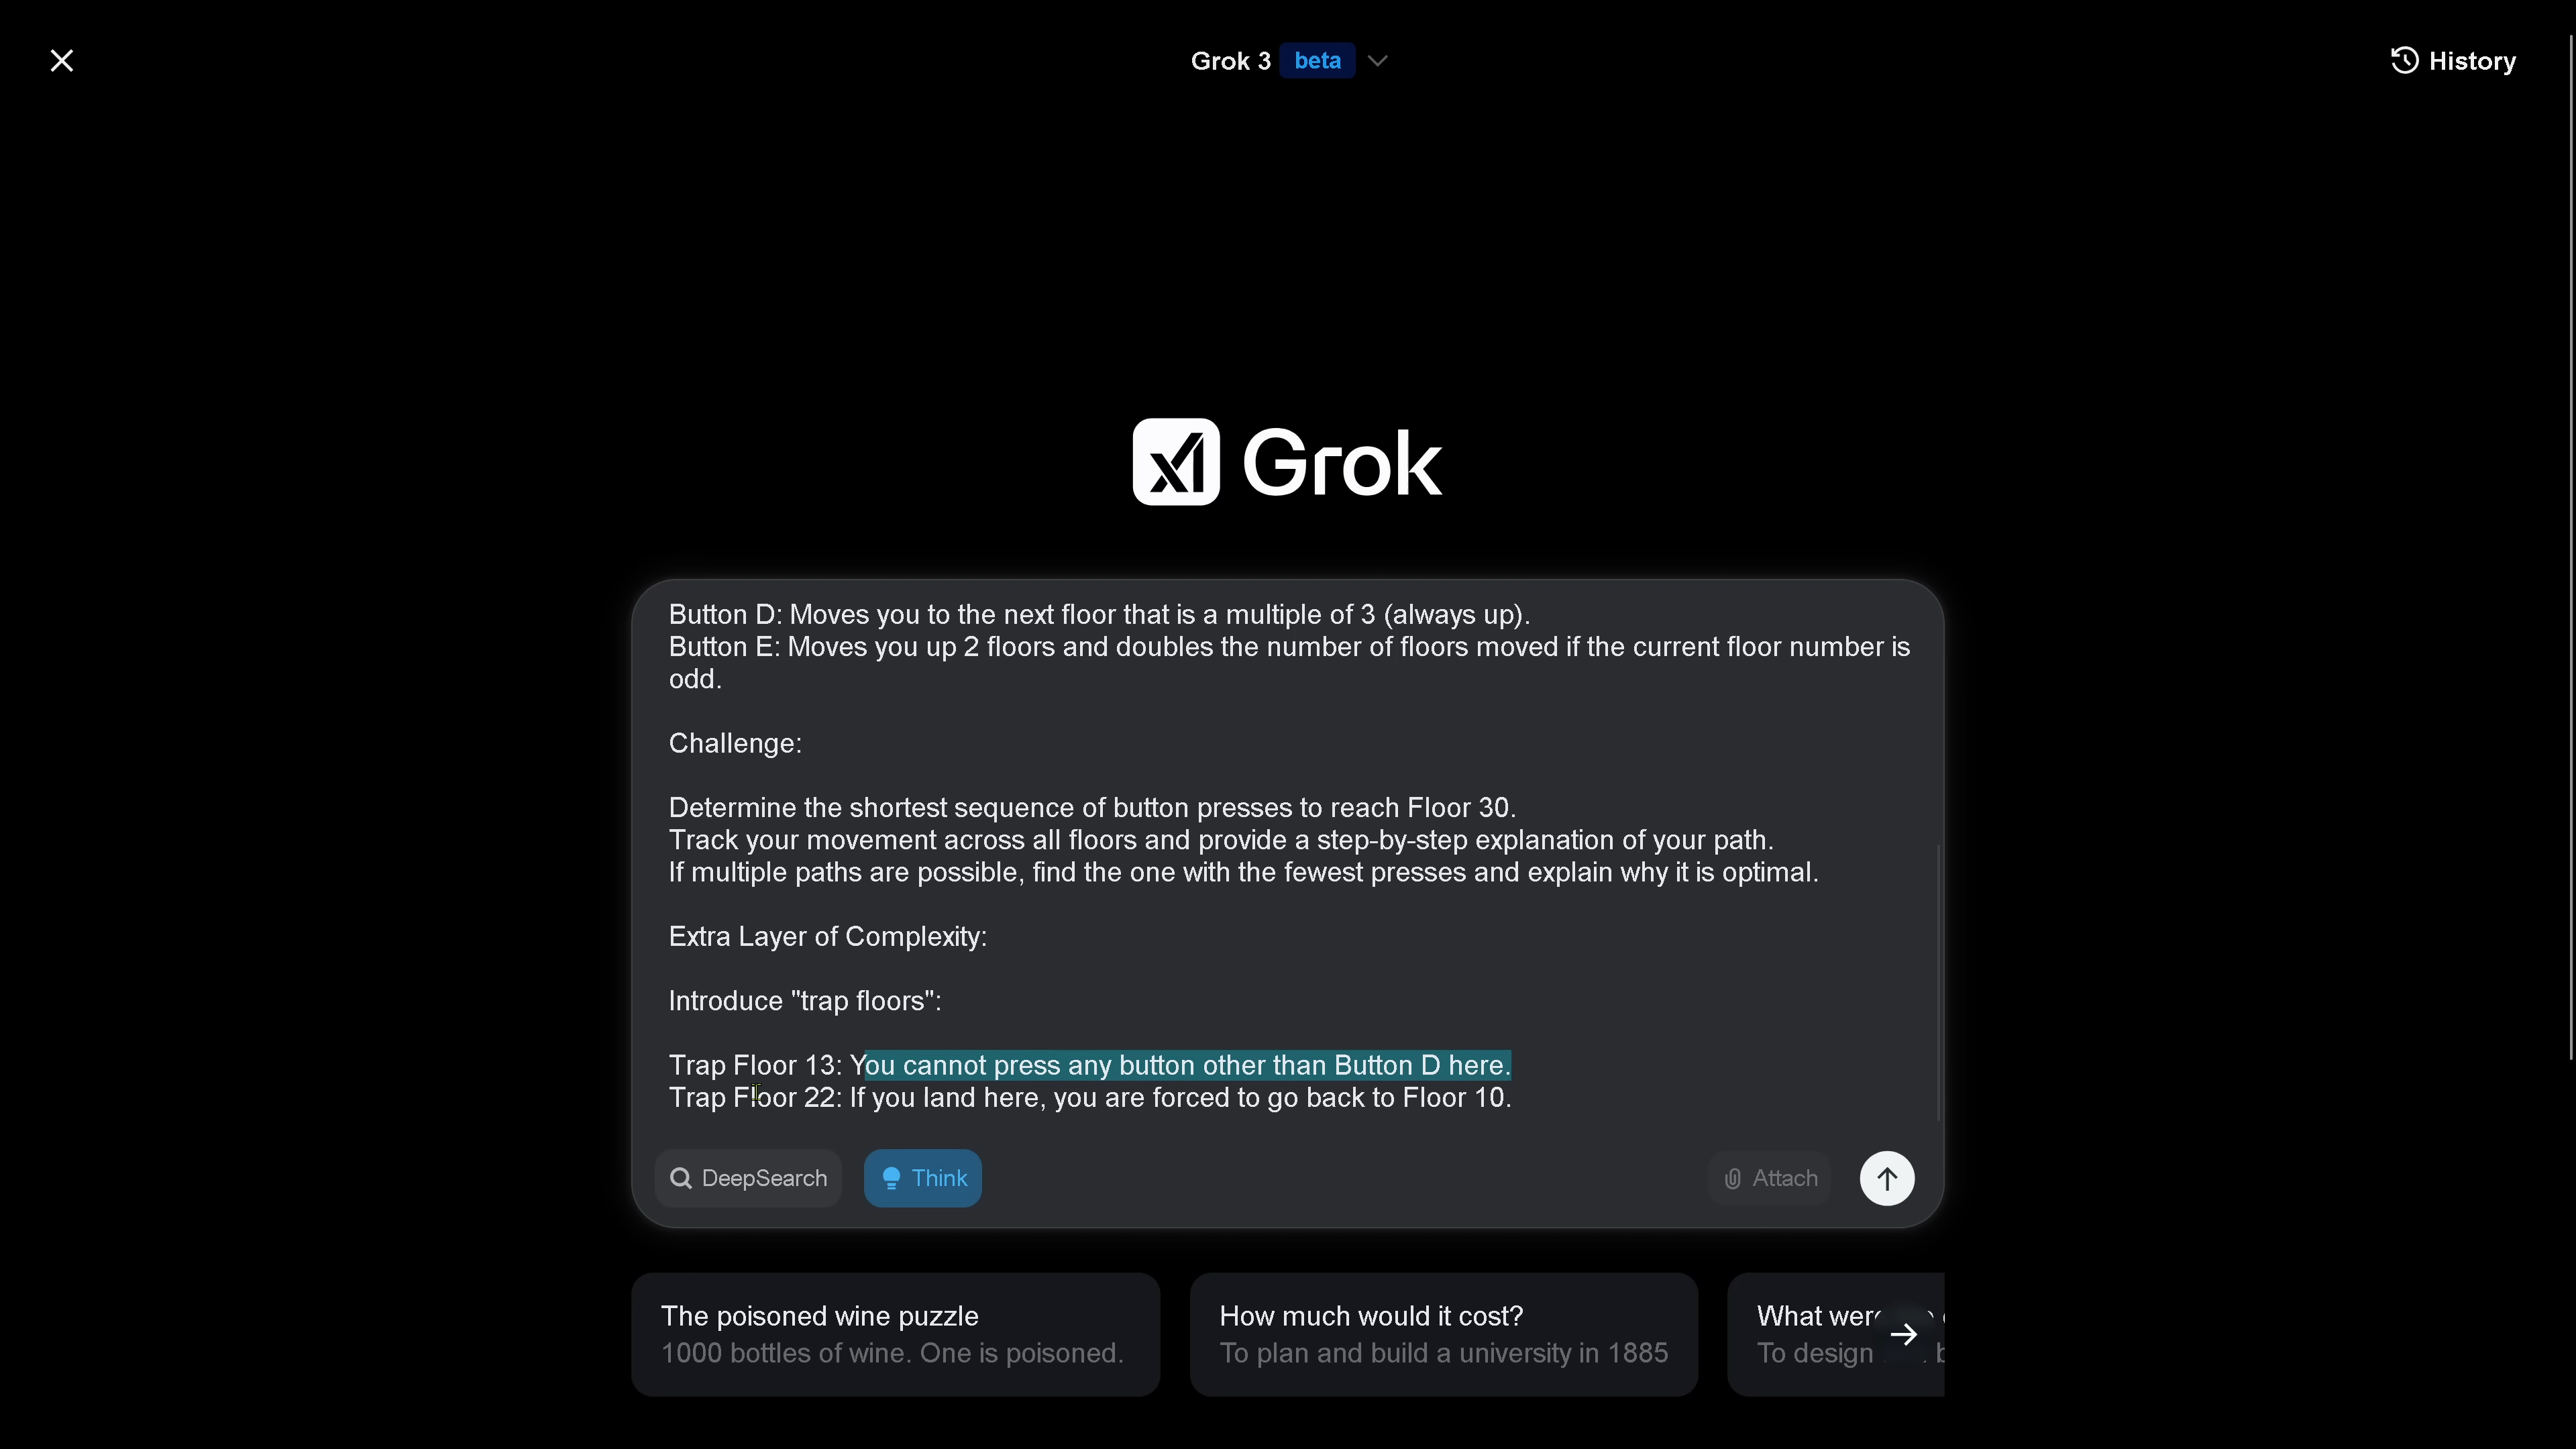 Grok 3 beta
History
Grok
Button D: Moves you to the next floor that is a multiple of 3 (always up).
Button E: Moves you up 2 floors and doubles the number of floors moved if the current floor number is
odd.
Challenge:
Determine the shortest sequence of button presses to reach Floor 30.
Track your movement across all floors and provide a step-by-step explanation of your path.
If multiple paths are possible, find the one with the fewest presses and explain why it is optimal.
Extra Layer of Complexity:
Introduce "trap floors":
Trap Floor 13: You cannot press any button other than Button D here.
Trap Floor 22: If you land here, you are forced to go back to Floor 10.
DeepSearch
Think
Attach
The poisoned wine puzzle
1000 bottles of wine. One is poisoned.
How much would it cost?
To plan and build a university in 1885
What were
To design